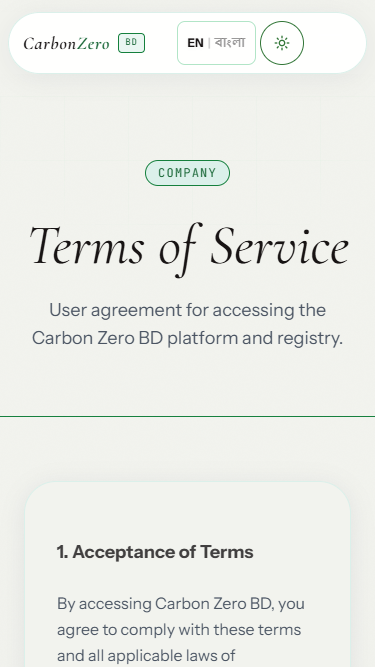 CarbonZero BD EN | বাংলা
COMPANY
Terms of Service
User agreement for accessing the
Carbon Zero BD platform and registry.
1. Acceptance of Terms
By accessing Carbon Zero BD, you
agree to comply with these terms
and all applicable laws of